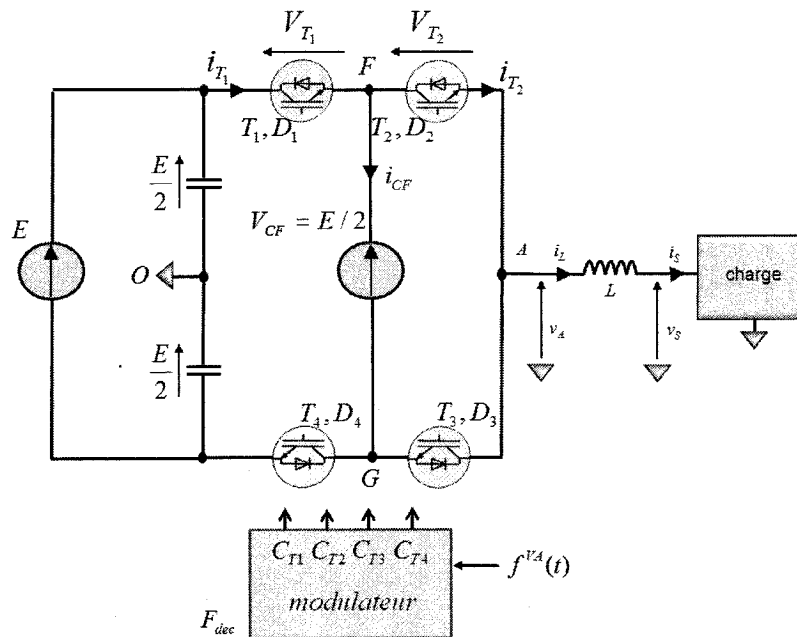 V_{T_1}
V_{T_2}
i_{T_1}
F
i_{T_2}
T_1, D_1
T_2, D_2
E/2
i_{CF}
V_{CF} = E/2
E
O
A
i_L
i_S
L
charge
v_A
v_S
E/2
T_4, D_4
T_3, D_3
G
C_{T1} C_{T2} C_{T3} C_{T4}
f^{VA}(t)
modulateur
F_{dec}